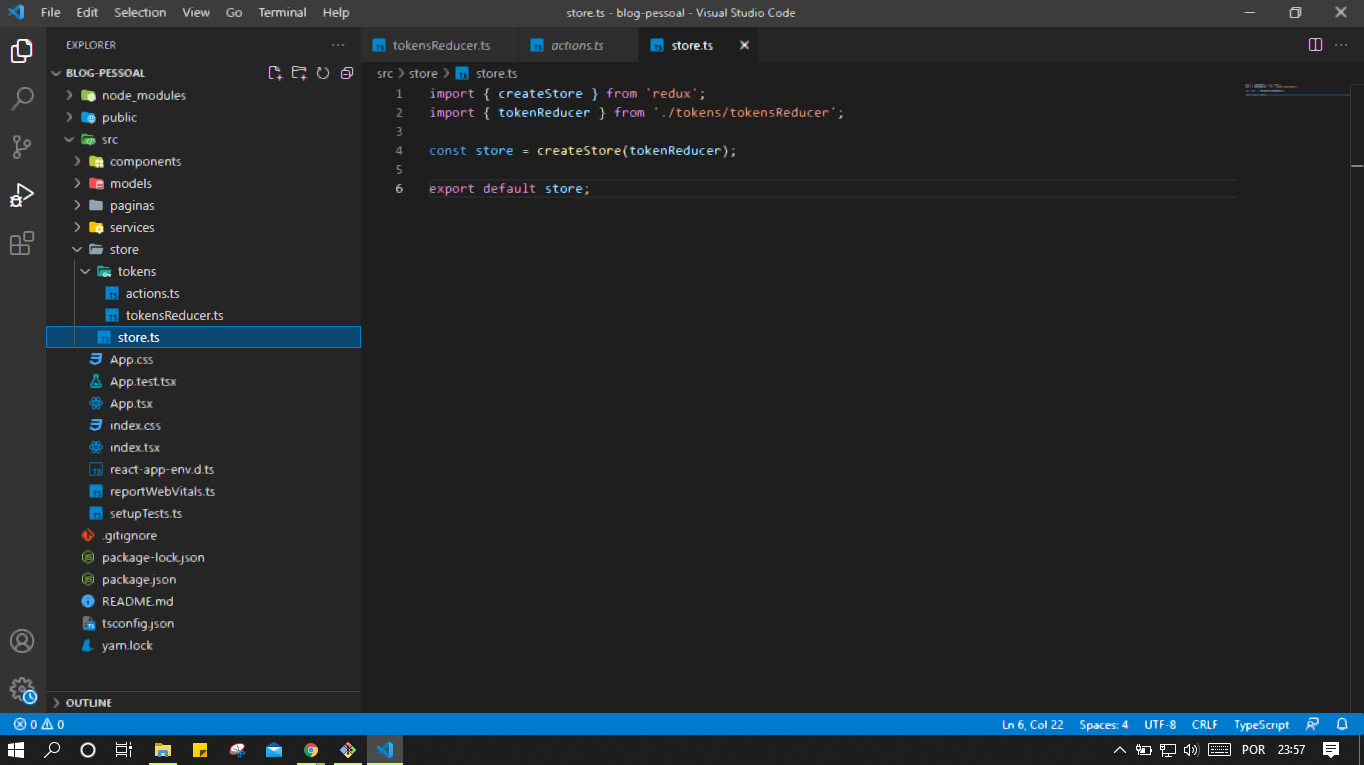 File Edit Selection View Go Terminal Help
store.ts - blog-pessoal - Visual Studio Code
EXPLORER
BLOG-PESSOAL
node_modules
public
src
components
models
paginas
services
store
tokens
actions.ts
tokensReducer.ts
store.ts
App.css
App.test.tsx
App.tsx
index.css
index.tsx
react-app-env.d.ts
reportWebVitals.ts
setupTests.ts
.gitignore
package-lock.json
package.json
README.md
tsconfig.json
yarn.lock
OUTLINE
tokensReducer.ts actions.ts store.ts
src > store > store.ts
1 import { createStore } from 'redux';
2 import { tokenReducer } from './tokens/tokensReducer';
3
4 const store = createStore(tokenReducer);
5
6 export default store;
0 0 Ln 6, Col 22 Spaces: 4 UTF-8 CRLF TypeScript
POR 23:57